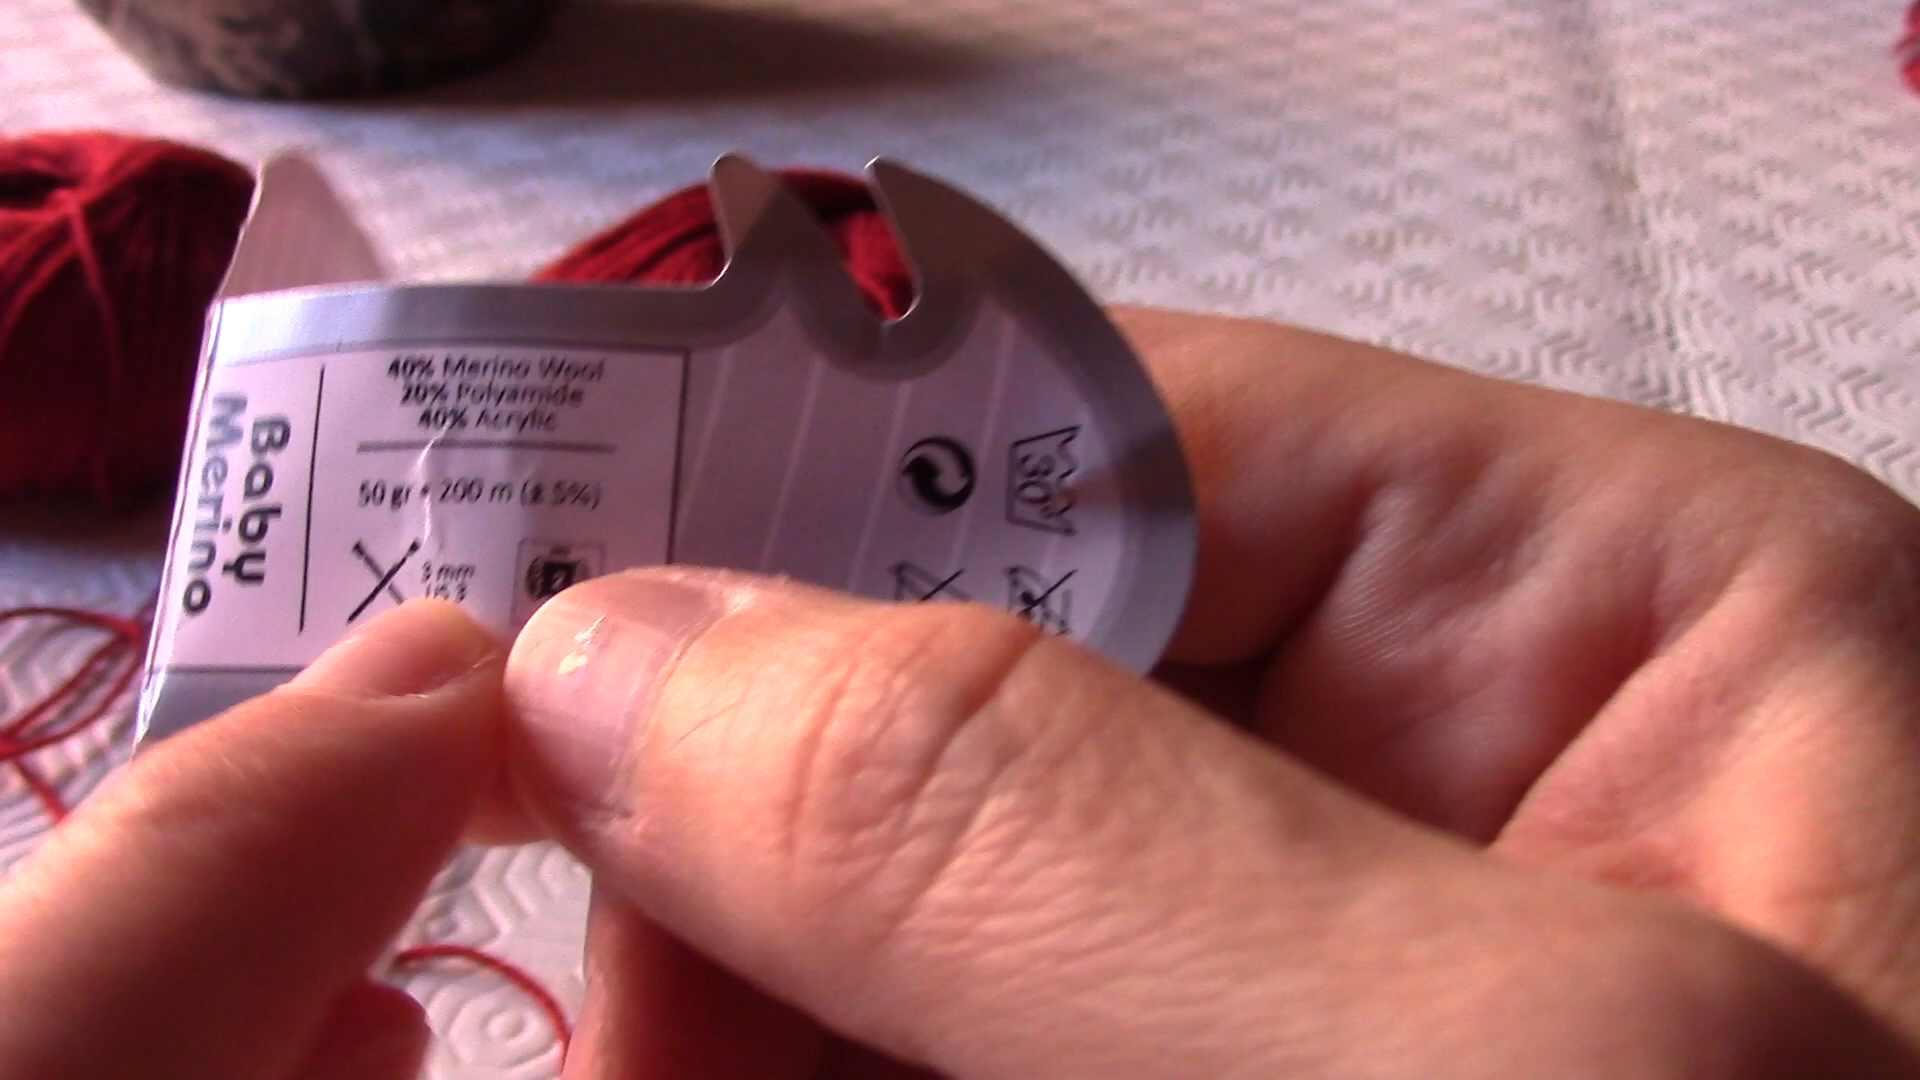 Baby
Merino
40% Merino Wool
20% Polyamide
40% Acrylic
50 gr • 200 m (± 5%)
30°